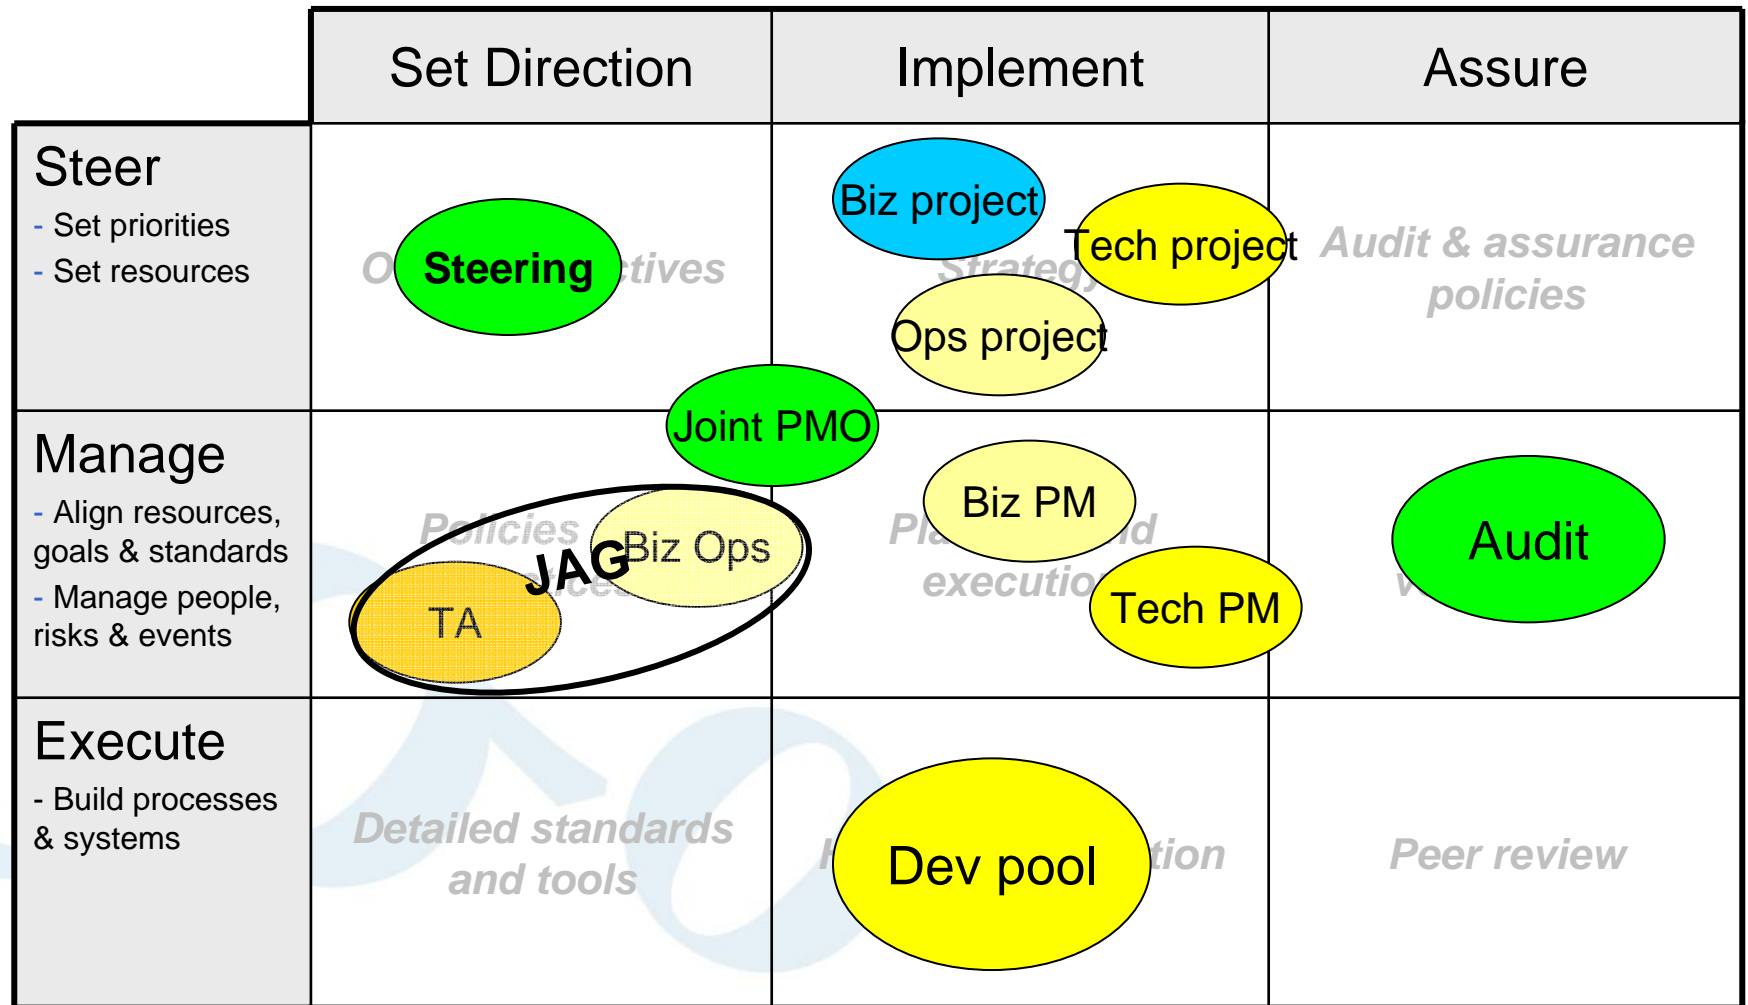 Set Direction
Implement
Assure
Steer
- Set priorities
- Set resources
Steering
Biz project
Tech project
Strategy
Ops project
Audit & assurance
policies
Joint PMO
Manage
- Align resources,
goals & standards
- Manage people,
risks & events
Policies
JAG
Biz Ops
TA
Biz PM
execution
Tech PM
Audit
Execute
- Build processes
& systems
Detailed standards
and tools
Dev pool
Peer review